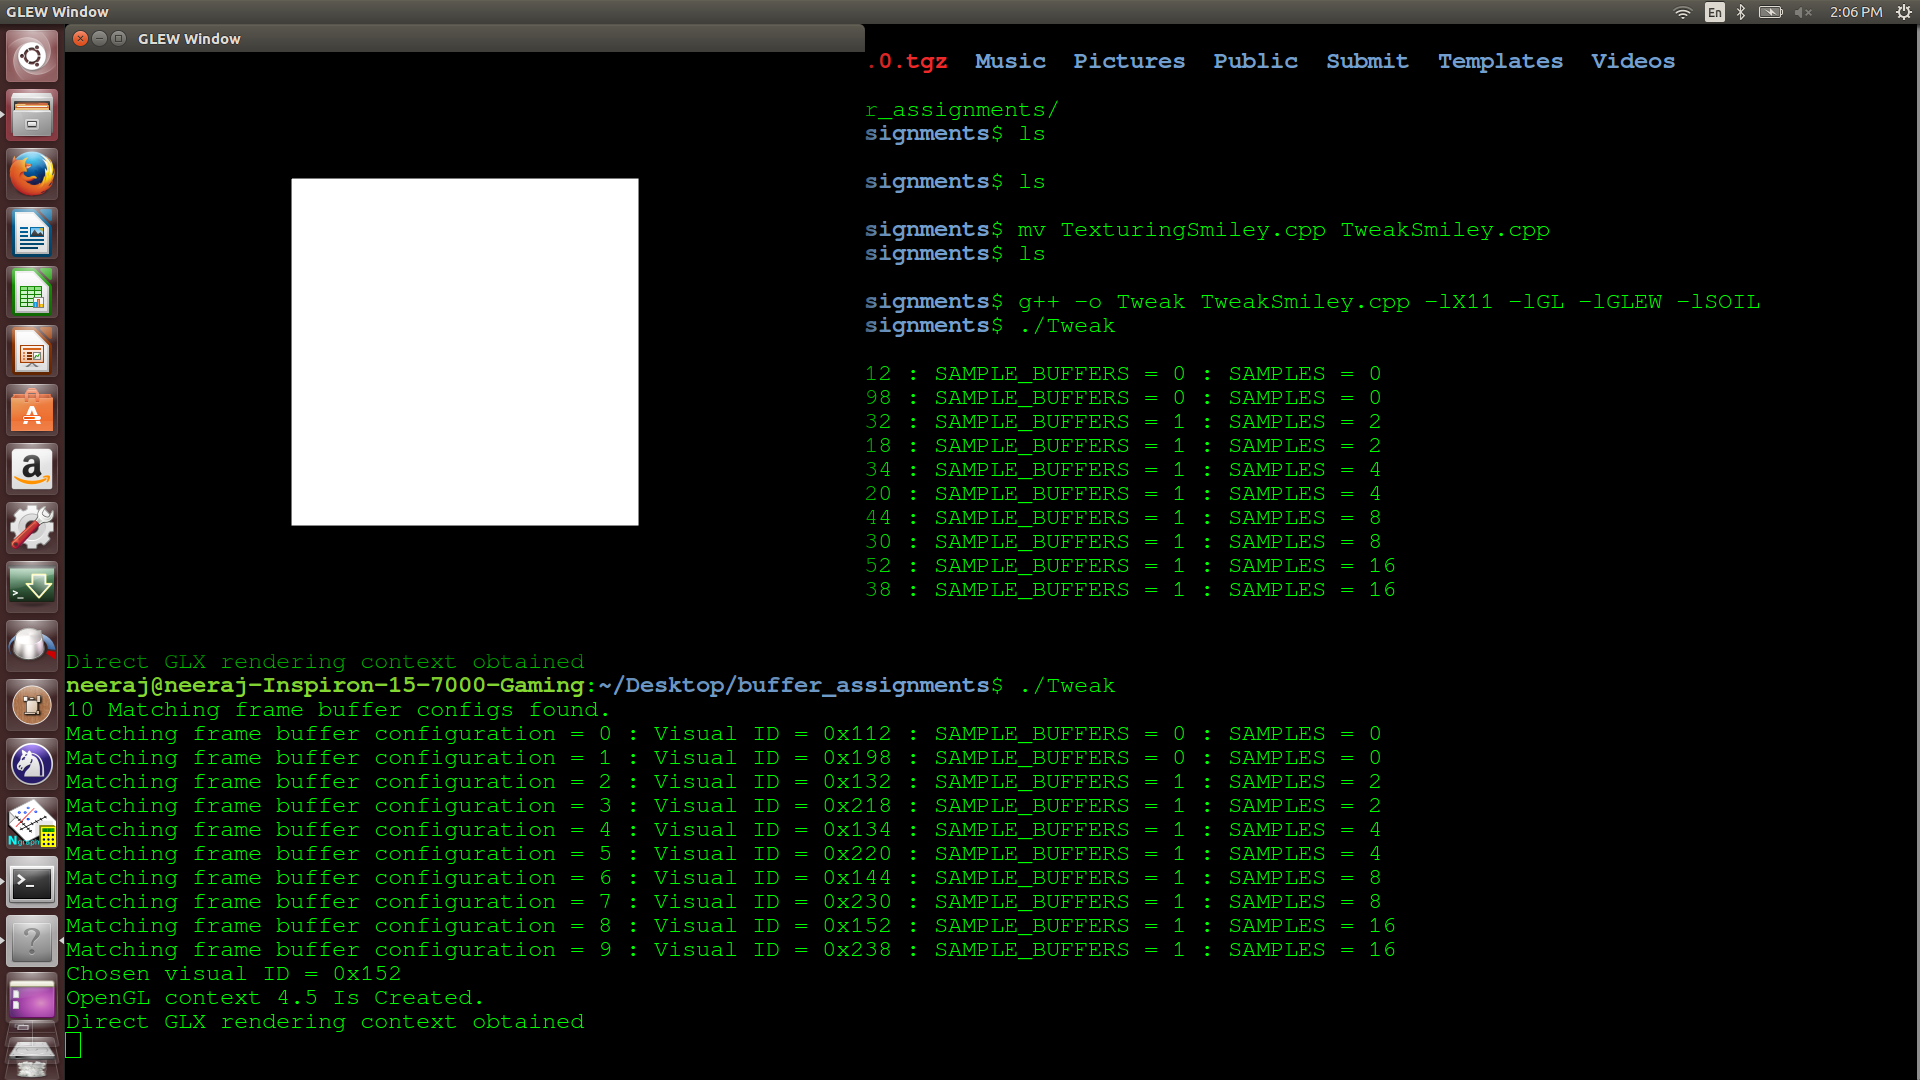 GLEW Window
En
2:06 PM
GLEW Window
.0.tgz Music Pictures Public Submit Templates Videos
r_assignments/
signments$ ls
signments$ ls
signments$ mv TexturingSmiley.cpp TweakSmiley.cpp
signments$ ls
signments$ g++ -o Tweak TweakSmiley.cpp -lX11 -lGL -lGLEW -lSOIL
signments$ ./Tweak
12 : SAMPLE_BUFFERS = 0 : SAMPLES = 0
98 : SAMPLE_BUFFERS = 0 : SAMPLES = 0
32 : SAMPLE_BUFFERS = 1 : SAMPLES = 2
18 : SAMPLE_BUFFERS = 1 : SAMPLES = 2
34 : SAMPLE_BUFFERS = 1 : SAMPLES = 4
20 : SAMPLE_BUFFERS = 1 : SAMPLES = 4
44 : SAMPLE_BUFFERS = 1 : SAMPLES = 8
30 : SAMPLE_BUFFERS = 1 : SAMPLES = 8
52 : SAMPLE_BUFFERS = 1 : SAMPLES = 16
38 : SAMPLE_BUFFERS = 1 : SAMPLES = 16
Direct GLX rendering context obtained
neeraj@neeraj-Inspiron-15-7000-Gaming:~/Desktop/buffer_assignments$ ./Tweak
10 Matching frame buffer configs found.
Matching frame buffer configuration = 0 : Visual ID = 0x112 : SAMPLE_BUFFERS = 0 : SAMPLES = 0
Matching frame buffer configuration = 1 : Visual ID = 0x198 : SAMPLE_BUFFERS = 0 : SAMPLES = 0
Matching frame buffer configuration = 2 : Visual ID = 0x132 : SAMPLE_BUFFERS = 1 : SAMPLES = 2
Matching frame buffer configuration = 3 : Visual ID = 0x218 : SAMPLE_BUFFERS = 1 : SAMPLES = 2
Matching frame buffer configuration = 4 : Visual ID = 0x134 : SAMPLE_BUFFERS = 1 : SAMPLES = 4
Matching frame buffer configuration = 5 : Visual ID = 0x220 : SAMPLE_BUFFERS = 1 : SAMPLES = 4
Matching frame buffer configuration = 6 : Visual ID = 0x144 : SAMPLE_BUFFERS = 1 : SAMPLES = 8
Matching frame buffer configuration = 7 : Visual ID = 0x230 : SAMPLE_BUFFERS = 1 : SAMPLES = 8
Matching frame buffer configuration = 8 : Visual ID = 0x152 : SAMPLE_BUFFERS = 1 : SAMPLES = 16
Matching frame buffer configuration = 9 : Visual ID = 0x238 : SAMPLE_BUFFERS = 1 : SAMPLES = 16
Chosen visual ID = 0x152
OpenGL context 4.5 Is Created.
Direct GLX rendering context obtained